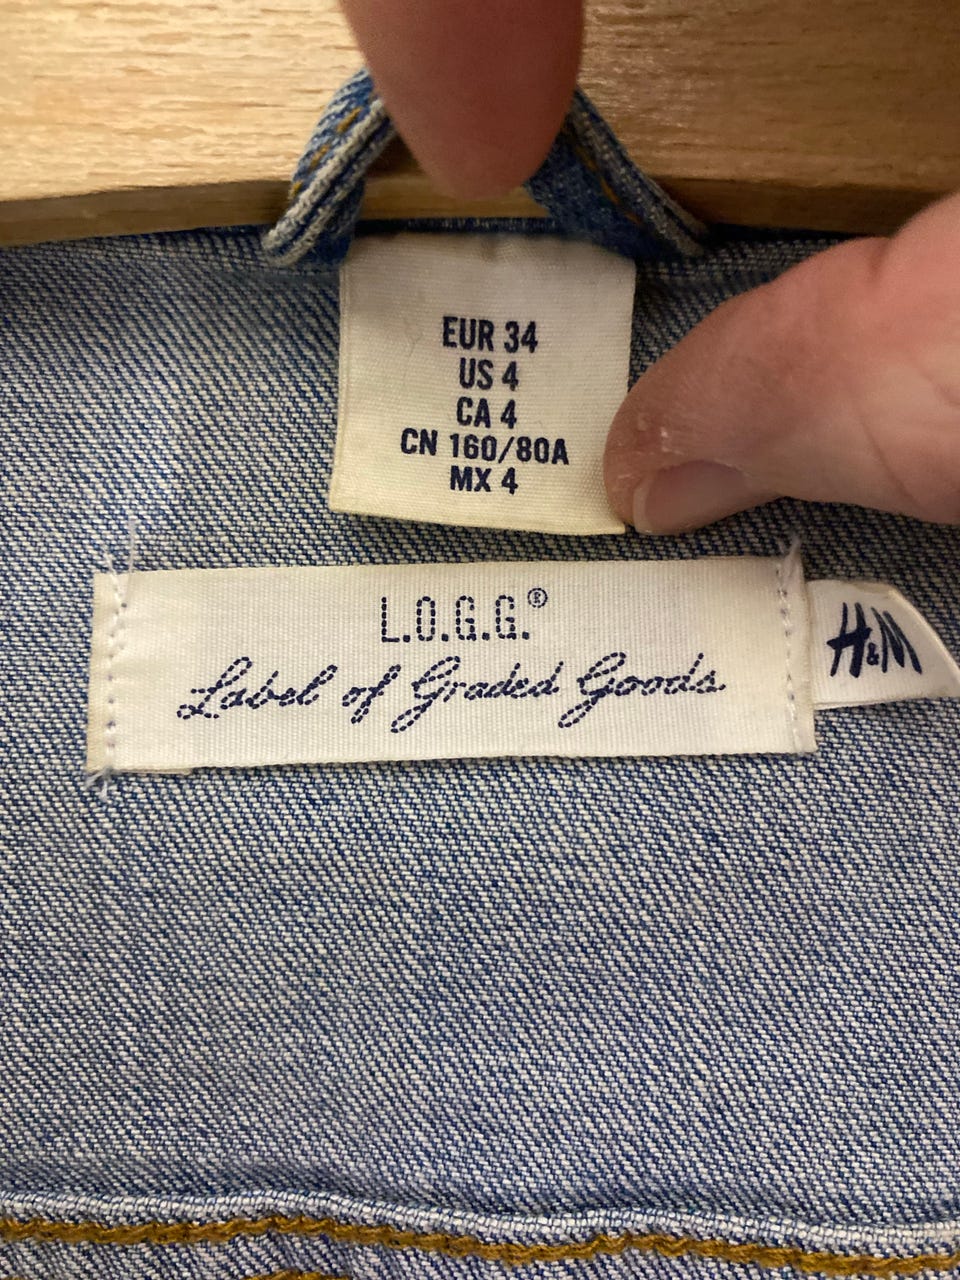 EUR 34
US 4
CA 4
CN 160/80A
MX 4
L.O.G.G.®
Label of Graded Goods
H&M